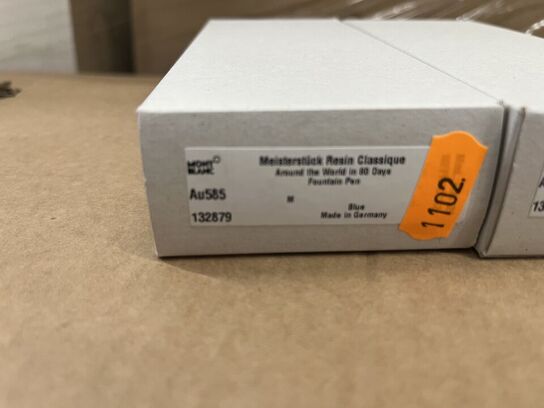 MONT
BLANC
Meisterstück Resin Classique
Around the World in 80 Days
Fountain Pen
Au585
M
Blue
132879
Made in Germany
1102
13